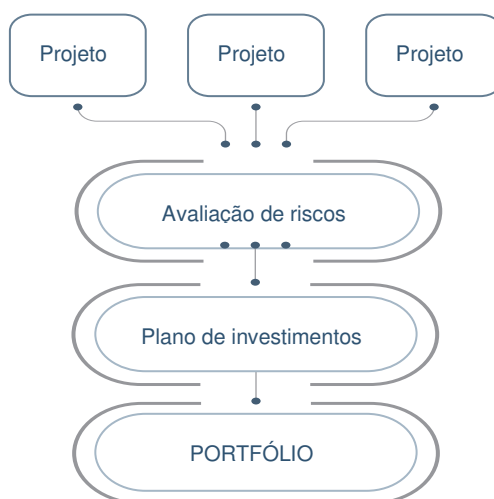 Projeto
Projeto
Projeto
Avaliação de riscos
Plano de investimentos
PORTFÓLIO